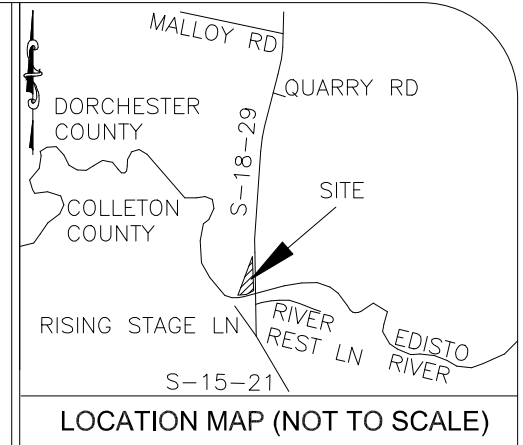 MALLOY RD
QUARRY RD
DORCHESTER
COUNTY
S-18-29
SITE
COLLETON
COUNTY
RISING STAGE LN
RIVER
REST LN
EDISTO
RIVER
S-15-21
LOCATION MAP (NOT TO SCALE)